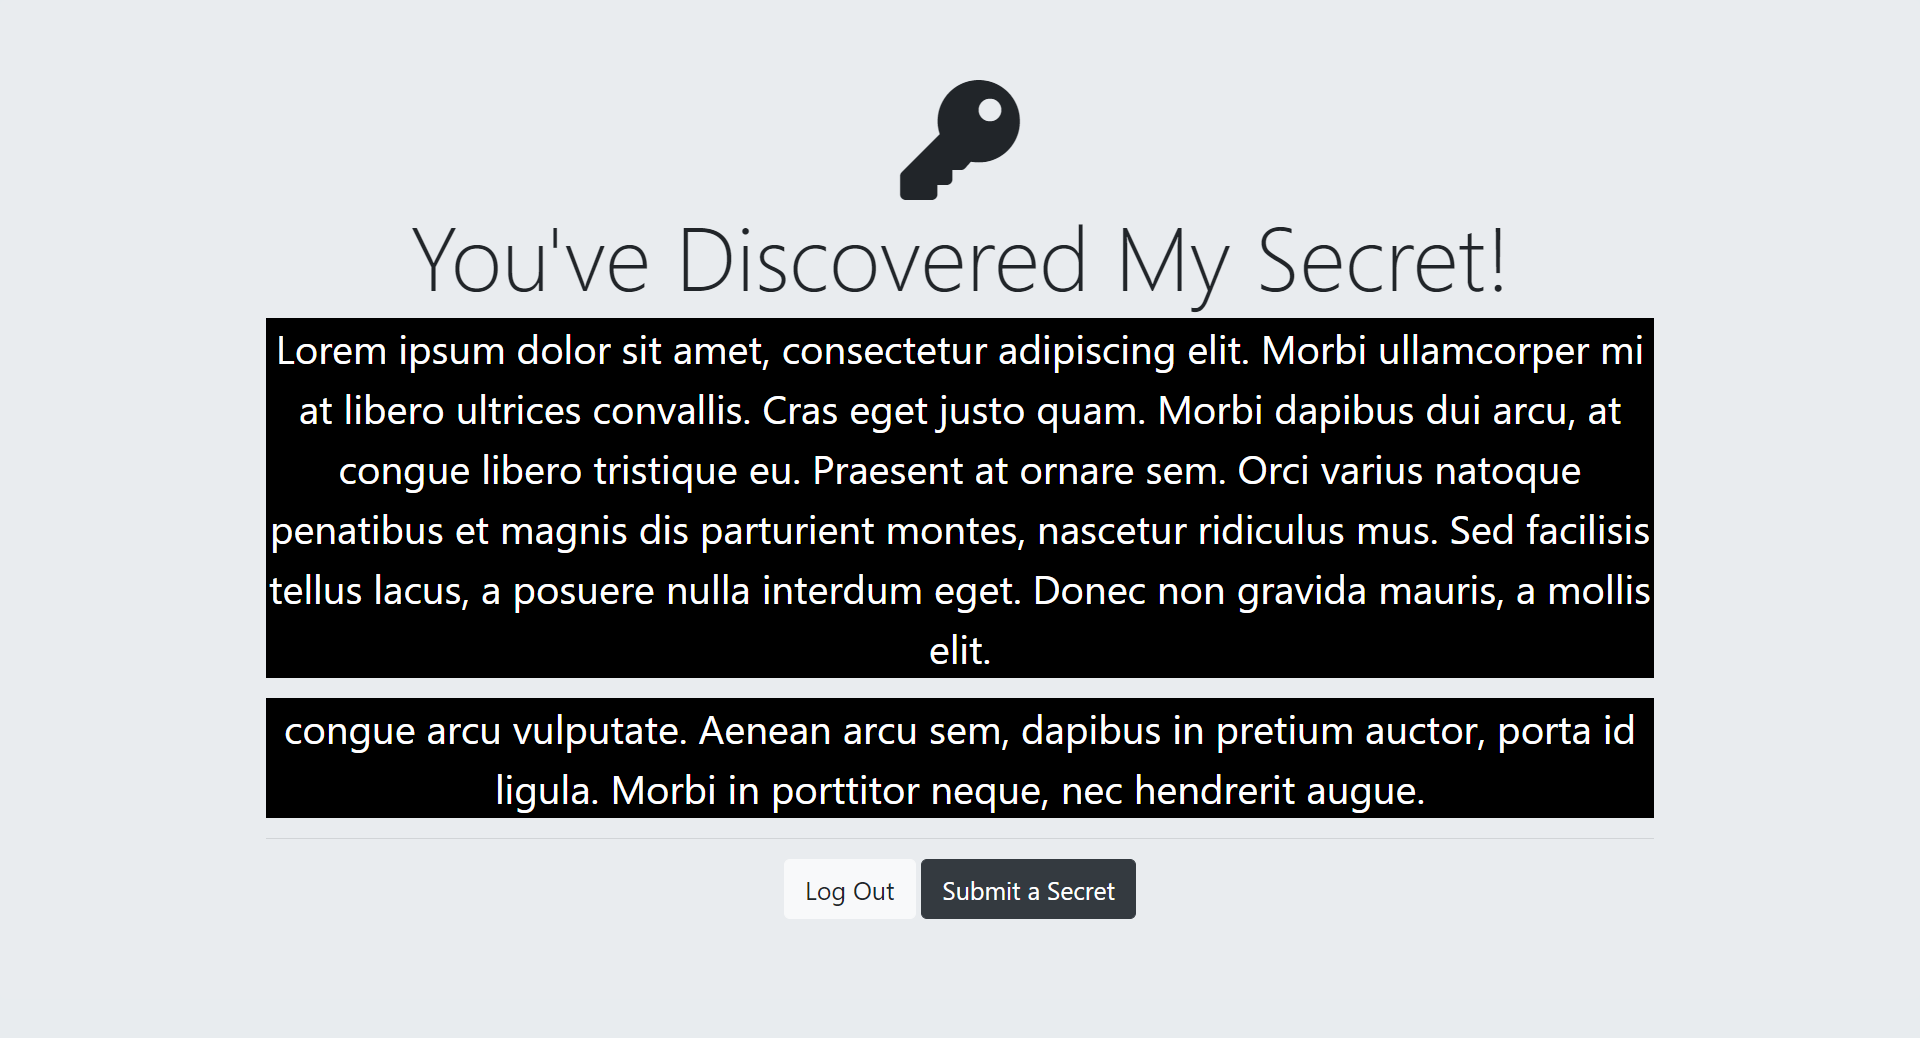 You've Discovered My Secret!
Lorem ipsum dolor sit amet, consectetur adipiscing elit. Morbi ullamcorper mi
at libero ultrices convallis. Cras eget justo quam. Morbi dapibus dui arcu, at
congue libero tristique eu. Praesent at ornare sem. Orci varius natoque
penatibus et magnis dis parturient montes, nascetur ridiculus mus. Sed facilisis
tellus lacus, a posuere nulla interdum eget. Donec non gravida mauris, a mollis
elit.
congue arcu vulputate. Aenean arcu sem, dapibus in pretium auctor, porta id
ligula. Morbi in porttitor neque, nec hendrerit augue.
Log Out
Submit a Secret